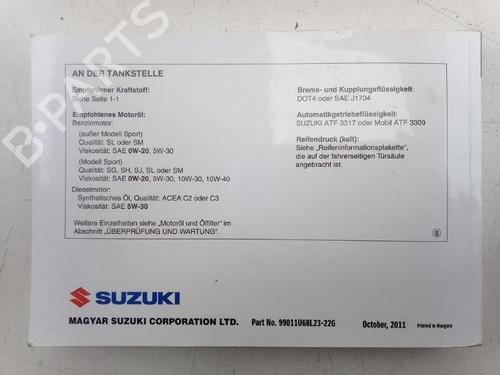 AN DER TANKSTELLE
Empfohlener Kraftstoff:
Siehe Seite 1-1
Empfohlenes Motoröl:
Benzinmotor:
(außer Modell Sport)
Qualität: SL oder SM
Viskosität: SAE 0W-20, 5W-30
(Modell Sport)
Qualität: SG, SH, SJ, SL oder SM
Viskosität: SAE 0W-20, 5W-30, 10W-30, 10W-40
Dieselmotor:
Synthetisches Öl, Qualität: ACEA C2 oder C3
Viskosität: SAE 5W-30
Weitere Einzelheiten siehe „Motoröl und Ölfilter" im
Abschnitt „ÜBERPRÜFUNG UND WARTUNG".
Brems- und Kupplungsflüssigkeit:
DOT4 oder SAE J1704
Automatikgetriebeflüssigkeit:
SUZUKI ATF 3317 oder Mobil ATF 3309
Reifendruck (kalt):
Siehe „Reifeninformationsplakette",
die auf der fahrerseitigen Türsäule
angebracht ist.
S
SUZUKI
MAGYAR SUZUKI CORPORATION LTD. Part No. 99011U68L23-22G October, 2011 Printed in Hungary
B-PARTS